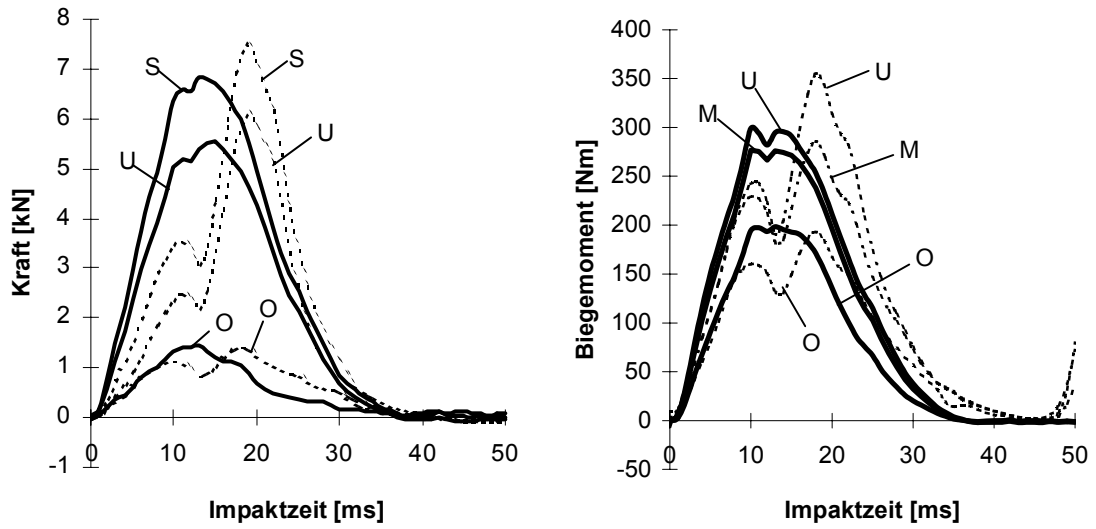 Kraft [kN]
8
7
6
5
4
3
2
1
0
-1
S
S
U
U
O
O
0 10 20 30 40 50
Impaktzeit [ms]
Biegemoment [Nm]
400
350
300
250
200
150
100
50
0
-50
U
U
M
M
O
O
0 10 20 30 40 50
Impaktzeit [ms]